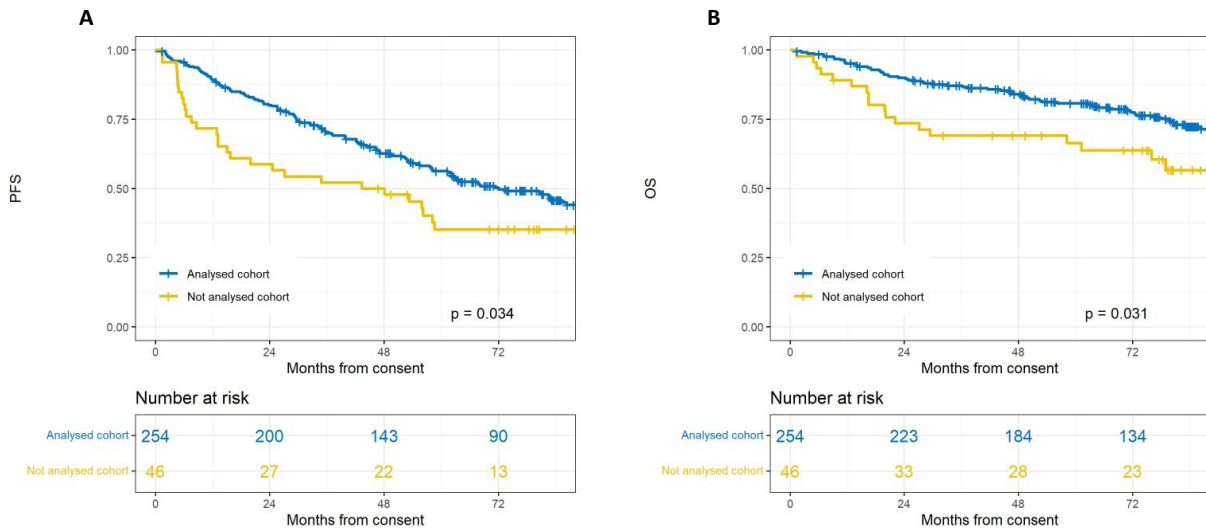 A
PFS
1.00
0.75
0.50
0.25
0.00
Analysed cohort
Not analysed cohort
p = 0.034
0 24 48 72
Months from consent
Number at risk
Analysed cohort 254 200 143 90
Not analysed cohort 46 27 22 13
0 24 48 72
Months from consent
B
OS
1.00
0.75
0.50
0.25
0.00
Analysed cohort
Not analysed cohort
p = 0.031
0 24 48 72
Months from consent
Number at risk
Analysed cohort 254 223 184 134
Not analysed cohort 46 33 28 23
0 24 48 72
Months from consent